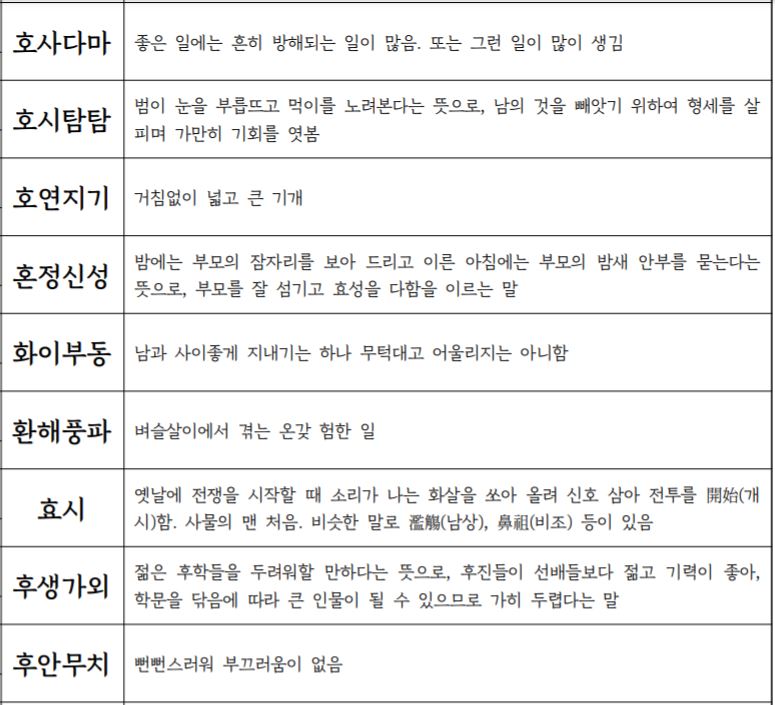 호사다마
좋은 일에는 흔히 방해되는 일이 많음. 또는 그런 일이 많이 생김
호시탐탐
범이 눈을 부릅뜨고 먹이를 노려본다는 뜻으로, 남의 것을 빼앗기 위하여 형세를 살
피며 가만히 기회를 엿봄
호연지기
거침없이 넓고 큰 기개
혼정신성
밤에는 부모의 잠자리를 보아 드리고 이른 아침에는 부모의 밤새 안부를 묻는다는
뜻으로, 부모를 잘 섬기고 효성을 다함을 이르는 말
화이부동
남과 사이좋게 지내기는 하나 무턱대고 어울리지는 아니함
환해풍파
벼슬살이에서 겪는 온갖 험한 일
효시
옛날에 전쟁을 시작할 때 소리가 나는 화살을 쏘아 올려 신호 삼아 전투를 開始(개
시)함. 사물의 맨 처음. 비슷한 말로 濫觴(남상), 鼻祖(비조) 등이 있음
후생가외
젊은 후학들을 두려워할 만하다는 뜻으로, 후진들이 선배들보다 젊고 기력이 좋아,
학문을 닦음에 따라 큰 인물이 될 수 있으므로 가히 두렵다는 말
후안무치
뻔뻔스러워 부끄러움이 없음